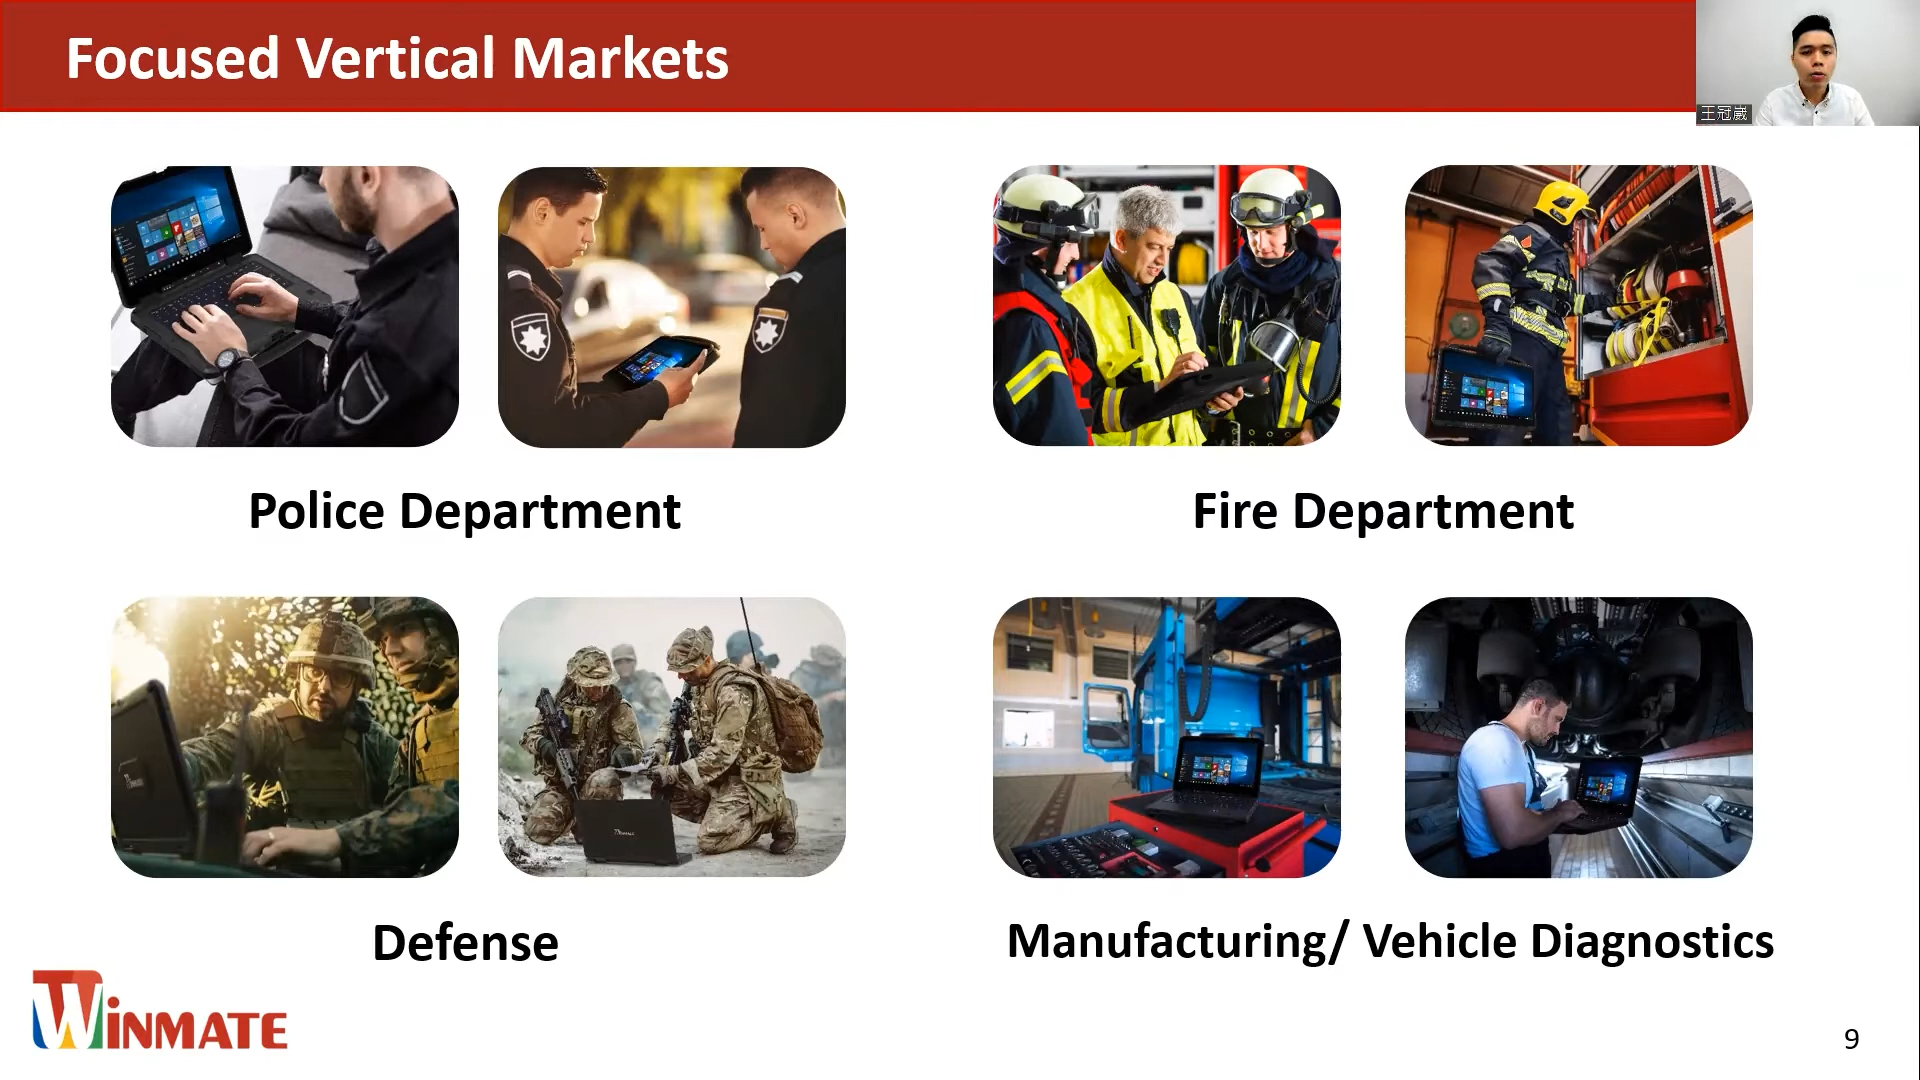 Focused Vertical Markets
王冠崴
Police Department
Fire Department
Defense
Manufacturing/ Vehicle Diagnostics
WINMATE
9